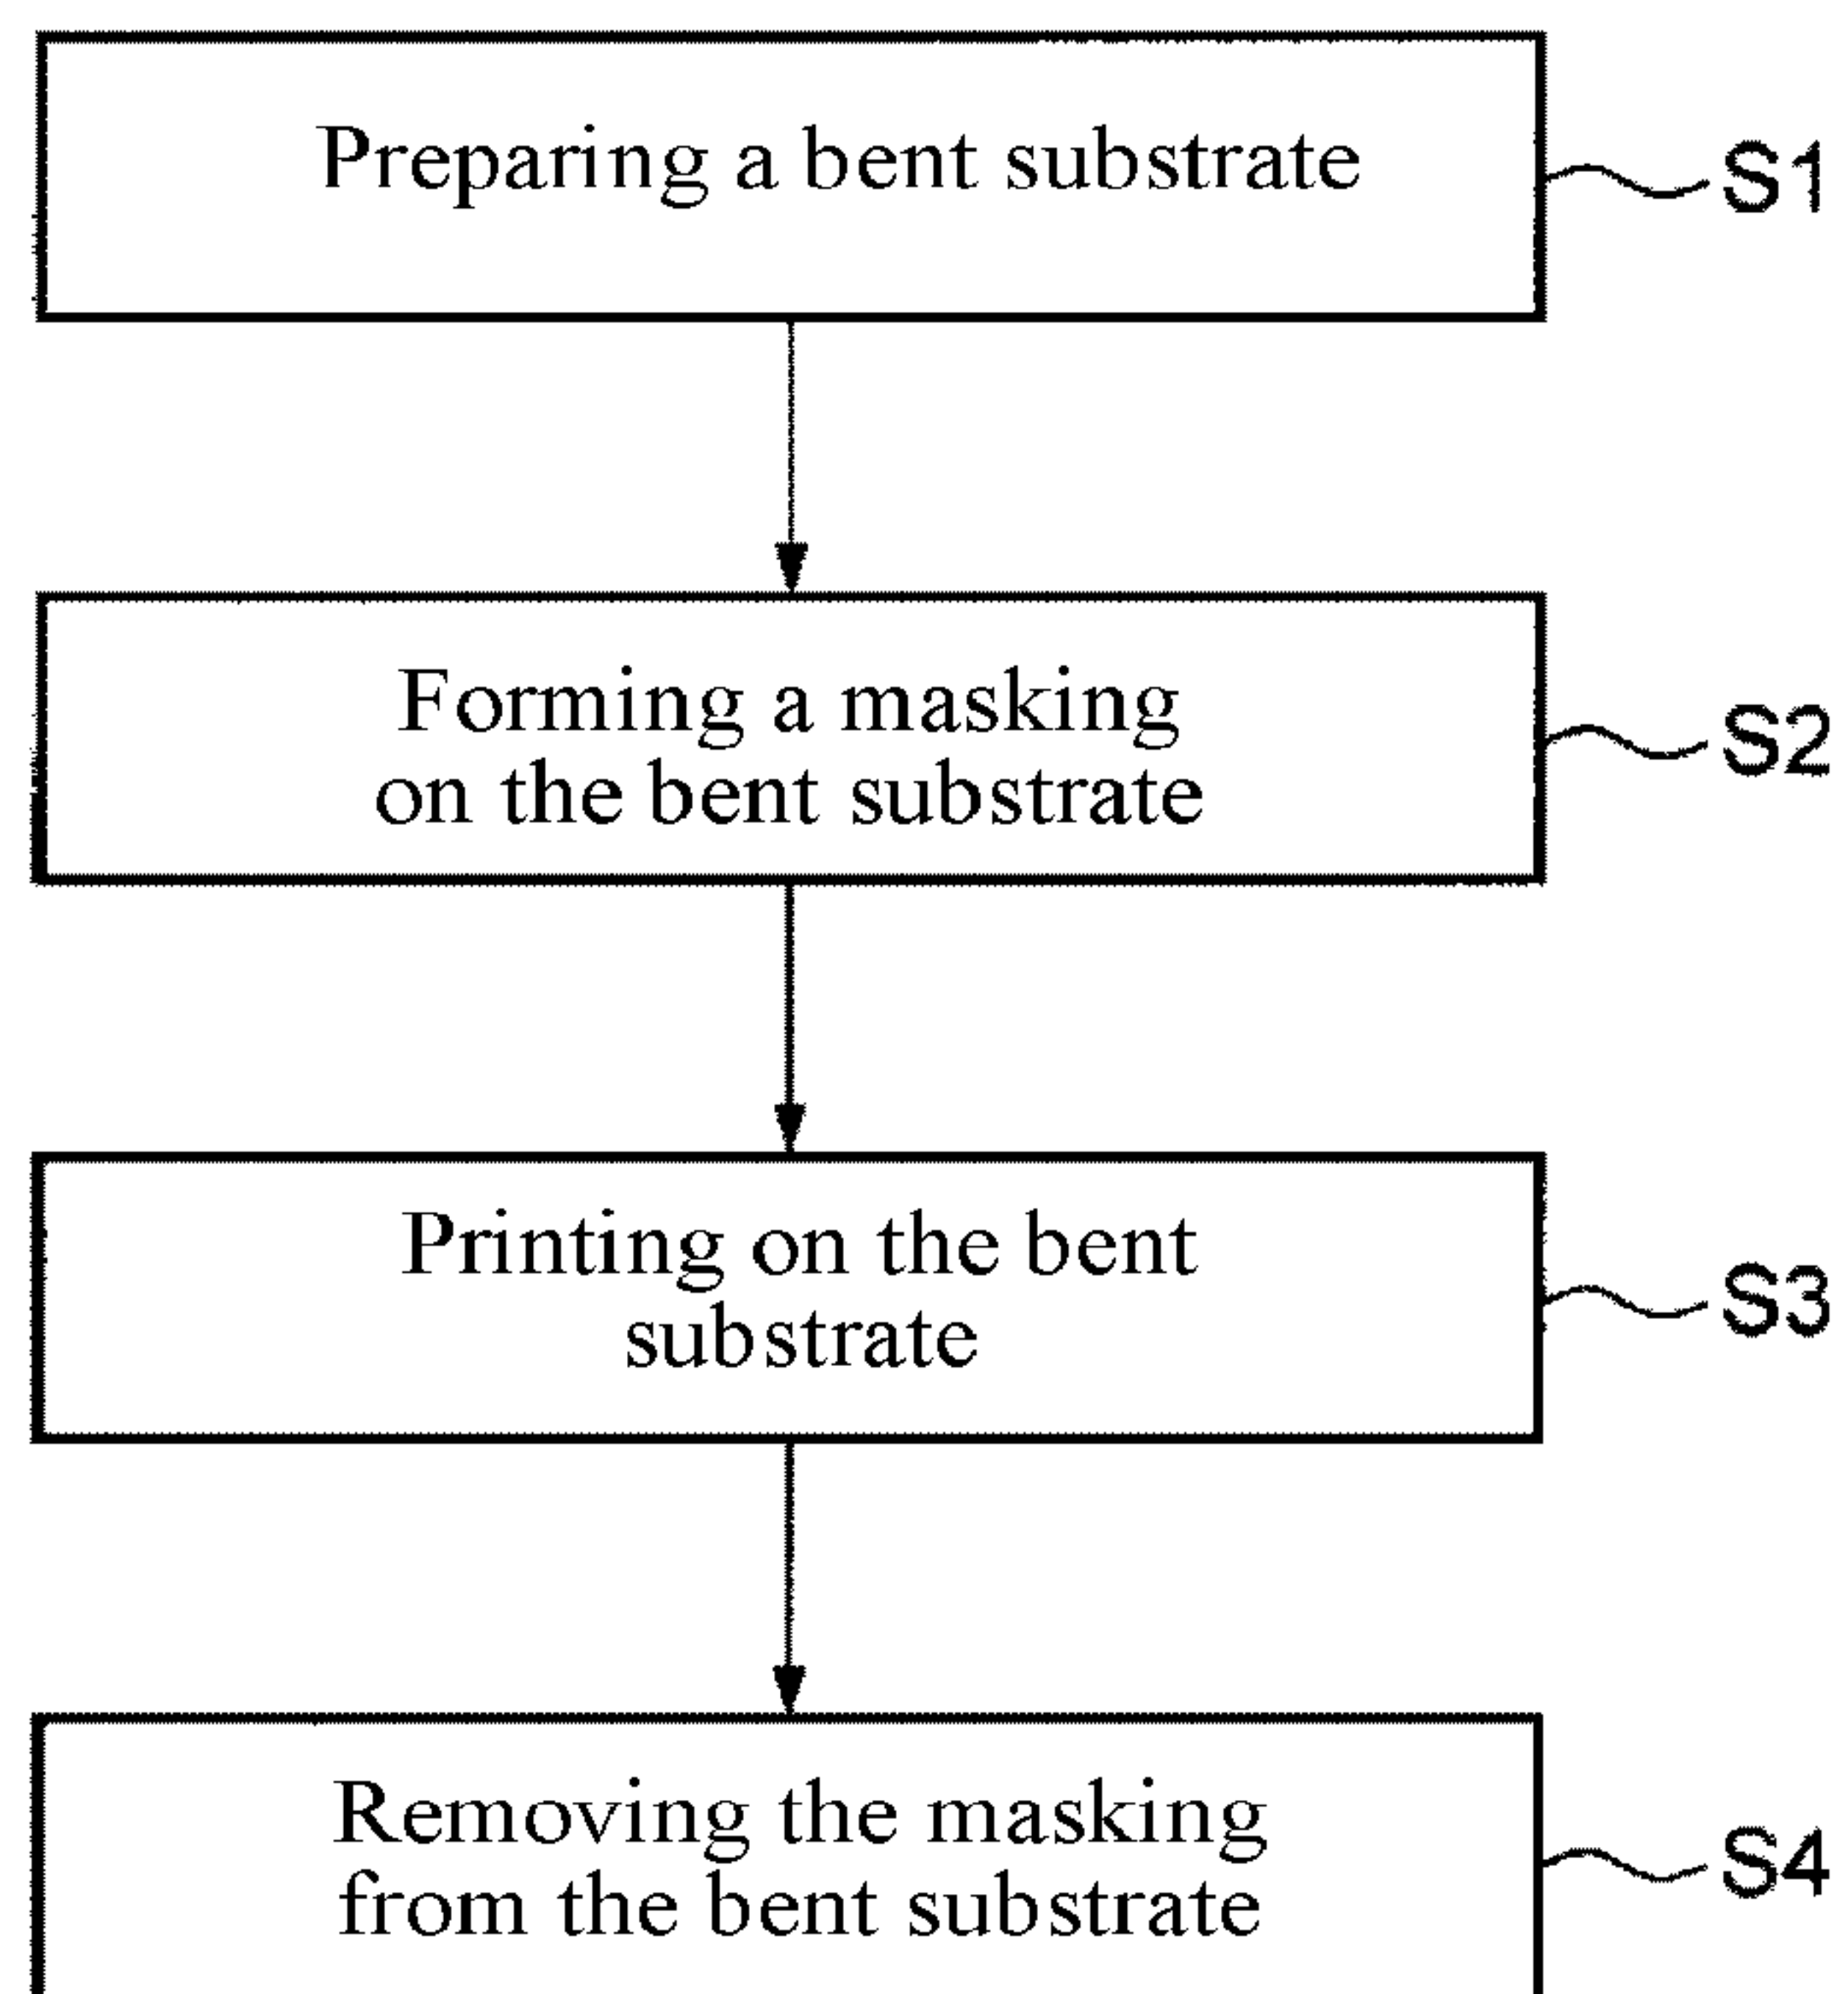 Preparing a bent substrate
S1
Forming a masking
on the bent substrate
S2
Printing on the bent
substrate
S3
Removing the masking
from the bent substrate
S4